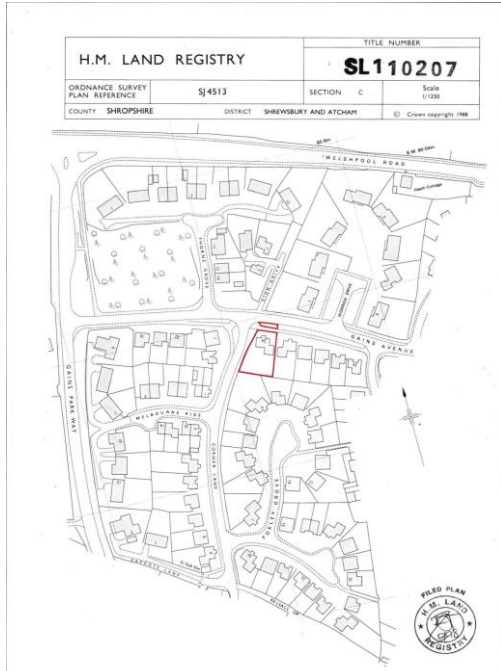 H.M. LAND REGISTRY
TITLE NUMBER
SL110207
ORDNANCE SURVEY
PLAN REFERENCE
SJ4513
SECTION C
Scale
1/1250
COUNTY SHROPSHIRE
DISTRICT SHREWSBURY AND ATCHAM
© Crown copyright 1988
WELSHPOOL ROAD
GAINS AVENUE
GAINS PARK WAY
MELBOURNE RISE
CORNER LANE
FOXLEY GROVE
FILED PLAN
H.M. LAND
REGISTRY